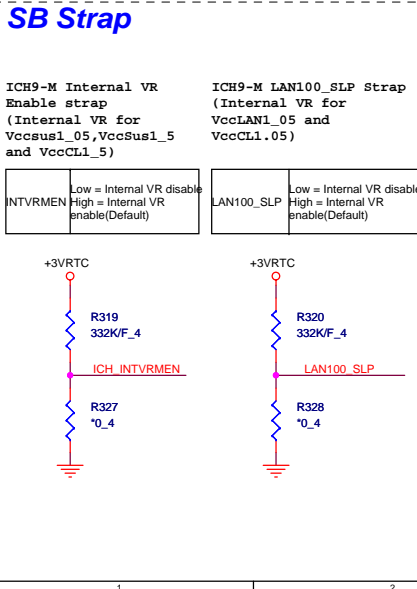 SB Strap
ICH9-M Internal VR
Enable strap
(Internal VR for
Vccsus1_05,VccSus1_5
and VccCL1_5)
ICH9-M LAN100_SLP Strap
(Internal VR for
VccLAN1_05 and
VccCL1.05)
INTVRMEN
Low = Internal VR disable
High = Internal VR
enable(Default)
LAN100_SLP
Low = Internal VR disable
High = Internal VR
enable(Default)
+3VRTC
R319
332K/F_4
ICH_INTVRMEN
R327
*0_4
+3VRTC
R320
332K/F_4
LAN100_SLP
R328
*0_4
1
2